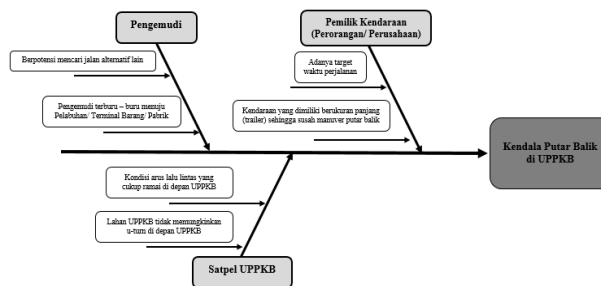 Pengemudi
Pemilik Kendaraan
(Perorangan/ Perusahaan)
Berpotensi mencari jalan alternatif lain
Adanya target
waktu perjalanan
Pengemudi terburu – buru menuju
Pelabuhan/ Terminal Barang/ Pabrik
Kendaraan yang dimiliki berukuran panjang
(trailer) sehingga susah manuver putar balik
Kendala Putar Balik
di UPPKB
Kondisi arus lalu lintas yang
cukup ramai di depan UPPKB
Lahan UPPKB tidak memungkinkan
u-turn di depan UPPKB
Satpel UPPKB